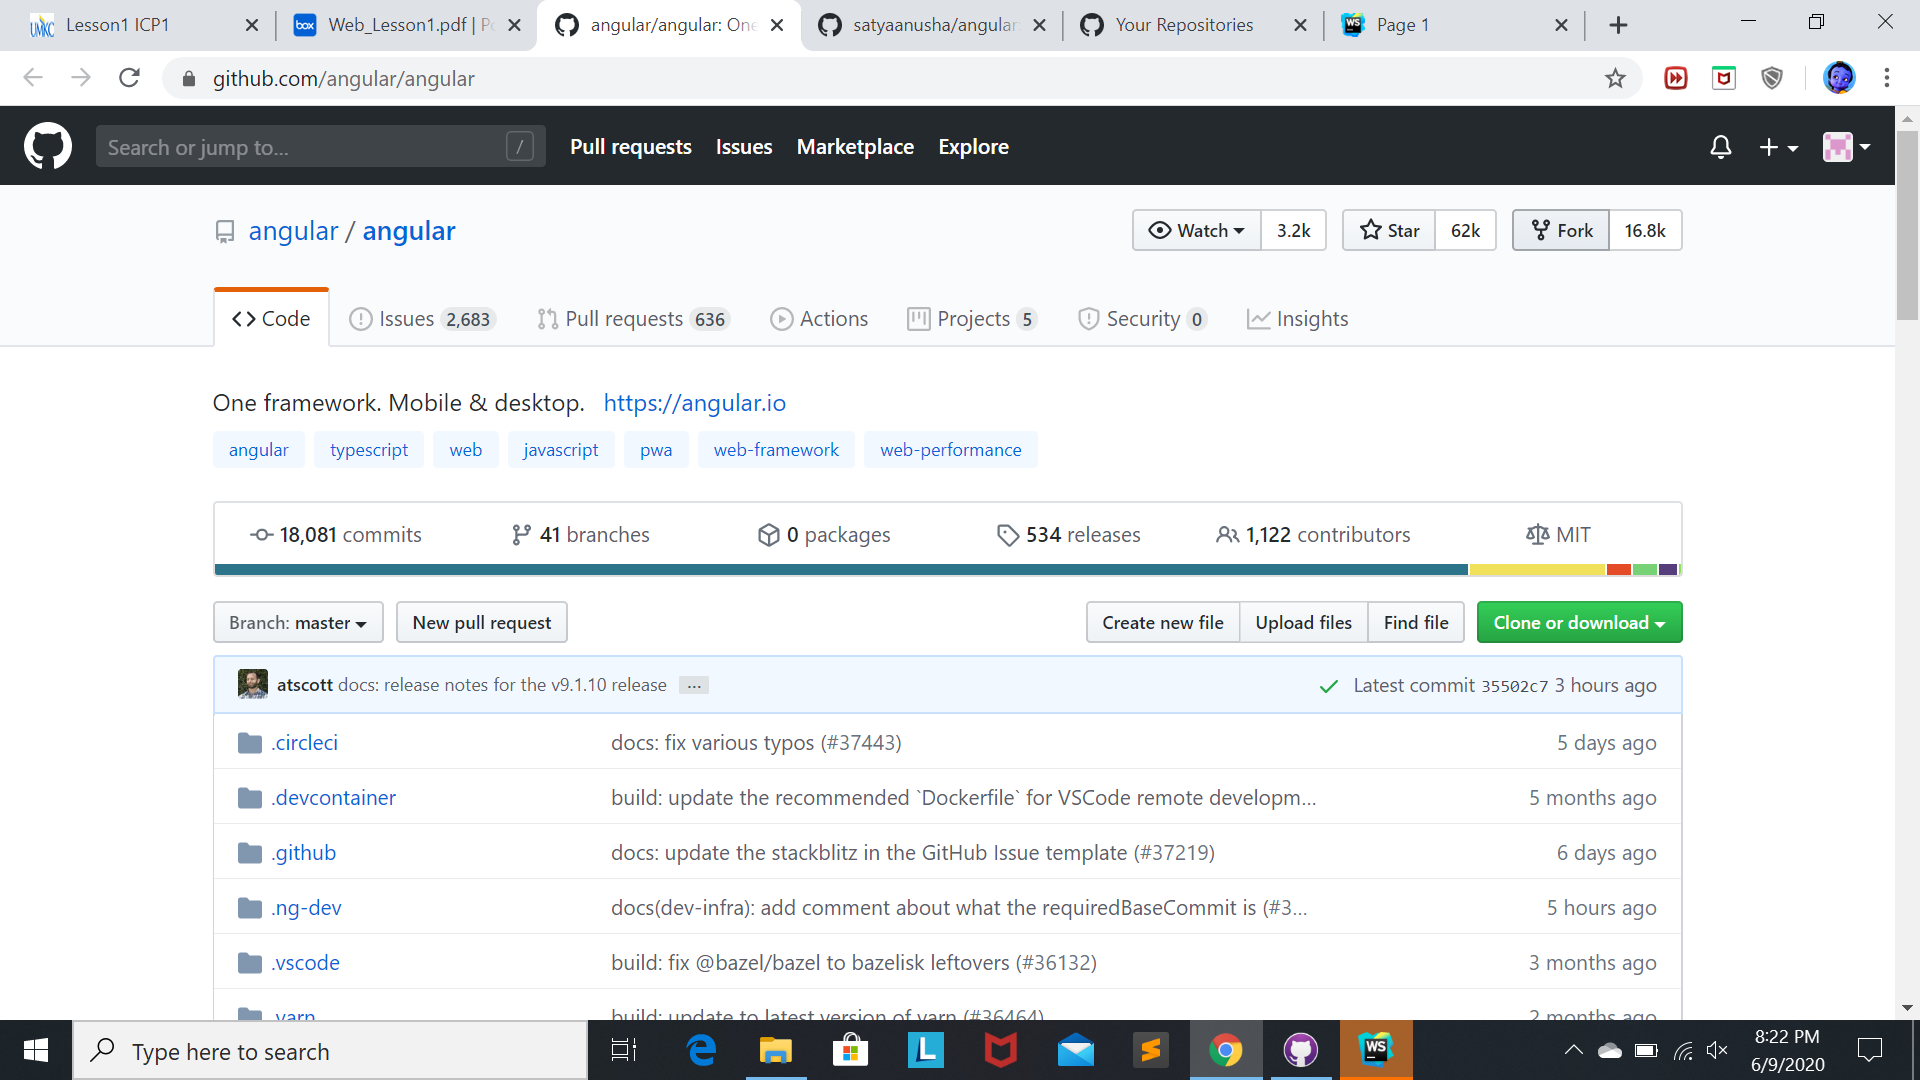 Lesson1 ICP1
Web_Lesson1.pdf | P
angular/angular: One
satyaanusha/angular
Your Repositories
Page 1
github.com/angular/angular
Search or jump to...
/
Pull requests
Issues
Marketplace
Explore
angular / angular
Watch
3.2k
Star
62k
Fork
16.8k
Code
Issues 2,683
Pull requests 636
Actions
Projects 5
Security 0
Insights
One framework. Mobile & desktop. https://angular.io
angular
typescript
web
javascript
pwa
web-framework
web-performance
18,081 commits
41 branches
0 packages
534 releases
1,122 contributors
MIT
Branch: master
New pull request
Create new file
Upload files
Find file
Clone or download
atscott docs: release notes for the v9.1.10 release ...
Latest commit 35502c7 3 hours ago
.circleci
docs: fix various typos (#37443)
5 days ago
.devcontainer
build: update the recommended `Dockerfile` for VSCode remote developm...
5 months ago
.github
docs: update the stackblitz in the GitHub Issue template (#37219)
6 days ago
.ng-dev
docs(dev-infra): add comment about what the requiredBaseCommit is (#3...
5 hours ago
.vscode
build: fix @bazel/bazel to bazelisk leftovers (#36132)
3 months ago
.yarn
build: update to latest version of yarn (#36464)
2 months ago
Type here to search
8:22 PM
6/9/2020